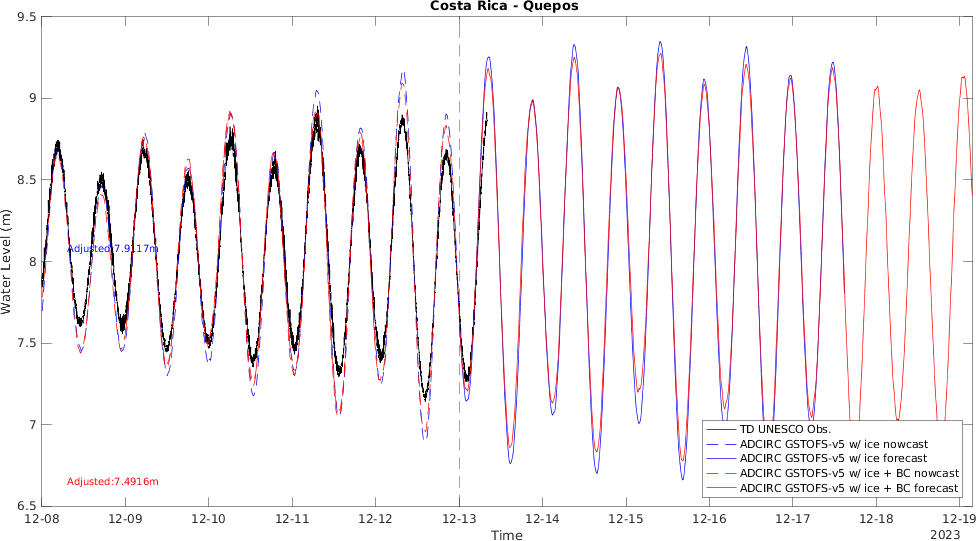 Costa Rica - Quepos
Water Level (m)
9.5
9
8.5
8
7.5
7
6.5
Adjusted:7.9117m
Adjusted:7.4916m
TD UNESCO Obs.
ADCIRC GSTOFS-v5 w/ ice nowcast
ADCIRC GSTOFS-v5 w/ ice forecast
ADCIRC GSTOFS-v5 w/ ice + BC nowcast
ADCIRC GSTOFS-v5 w/ ice + BC forecast
12-08 12-09 12-10 12-11 12-12 12-13 12-14 12-15 12-16 12-17 12-18 12-19
Time
2023